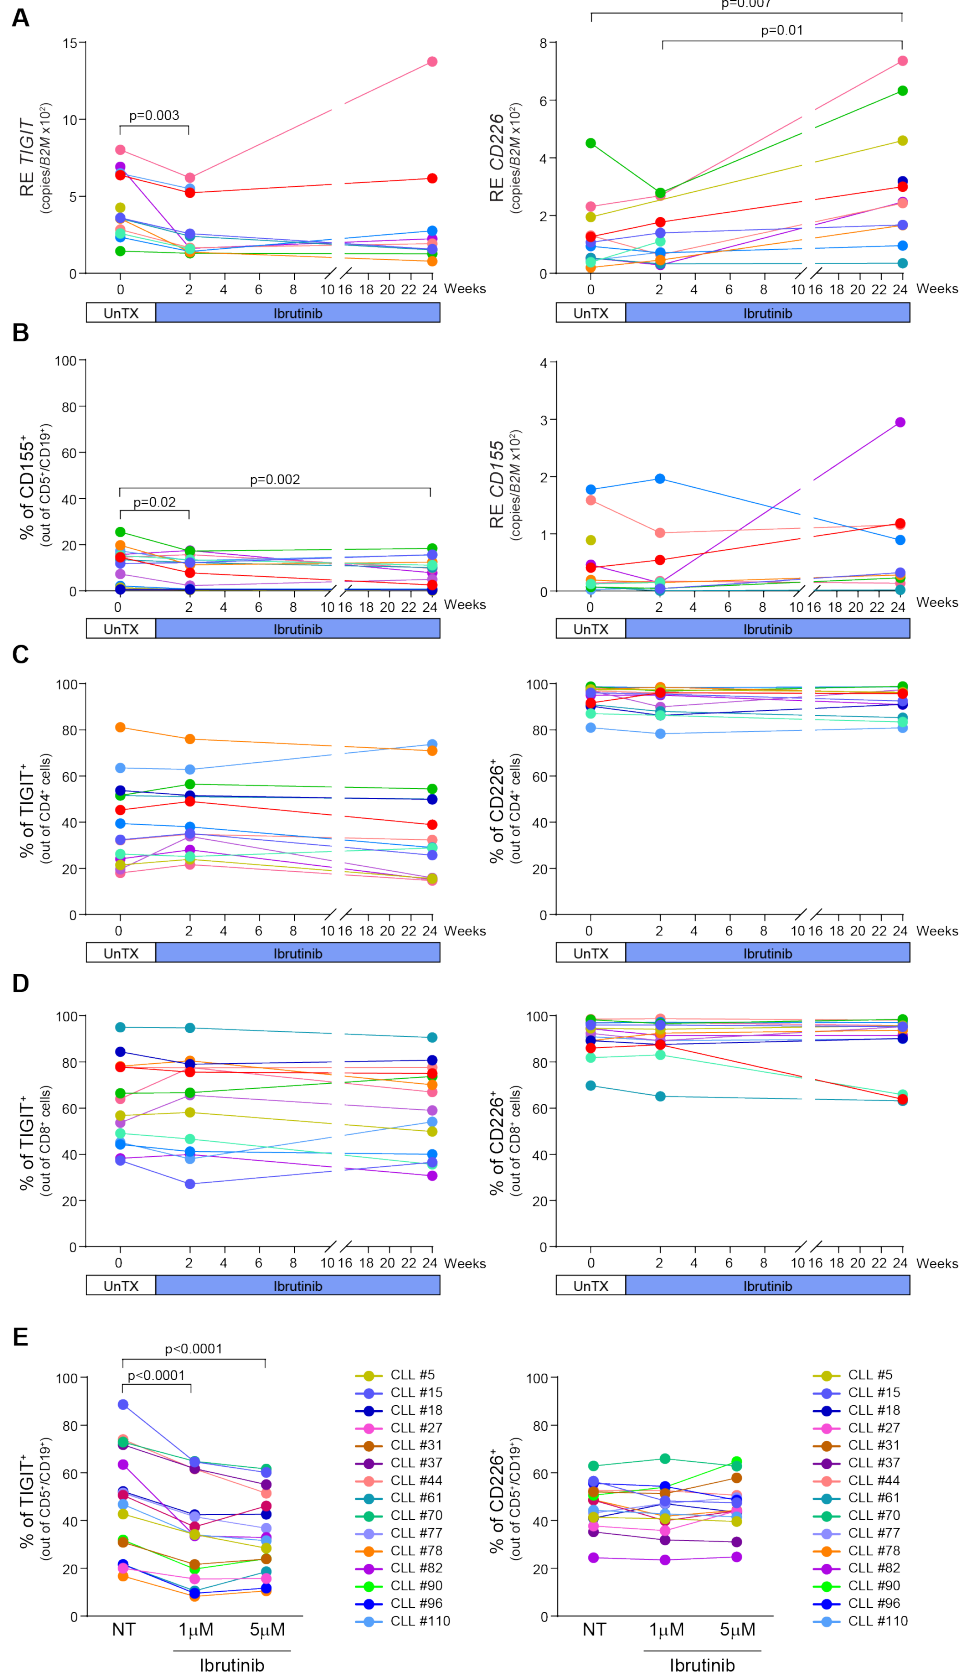 A
p=0.003
RE TIGIT
(copies/B2M x10²)
15
10
5
0
0 2 4 6 8 10 16 18 20 22 24 Weeks
UnTX Ibrutinib
p=0.007
p=0.01
RE CD226
(copies/B2M x10²)
8
6
4
2
0
0 2 4 6 8 10 16 18 20 22 24 Weeks
UnTX Ibrutinib
B
p=0.002
p=0.02
% of CD155⁺
(out of CD5⁺/CD19⁺)
100
80
60
40
20
0
0 2 4 6 8 10 16 18 20 22 24 Weeks
UnTX Ibrutinib
RE CD155
(copies/B2M x10²)
4
3
2
1
0
0 2 4 6 8 10 16 18 20 22 24 Weeks
UnTX Ibrutinib
C
% of TIGIT⁺
(out of CD4⁺ cells)
100
80
60
40
20
0
0 2 4 6 8 10 16 18 20 22 24 Weeks
UnTX Ibrutinib
% of CD226⁺
(out of CD4⁺ cells)
100
80
60
40
20
0
0 2 4 6 8 10 16 18 20 22 24 Weeks
UnTX Ibrutinib
D
% of TIGIT⁺
(out of CD8⁺ cells)
100
80
60
40
20
0
0 2 4 6 8 10 16 18 20 22 24 Weeks
UnTX Ibrutinib
% of CD226⁺
(out of CD8⁺ cells)
100
80
60
40
20
0
0 2 4 6 8 10 16 18 20 22 24 Weeks
UnTX Ibrutinib
E
p<0.0001
p<0.0001
% of TIGIT⁺
(out of CD5⁺/CD19⁺)
100
80
60
40
20
0
NT 1µM 5µM
Ibrutinib
CLL #5
CLL #15
CLL #18
CLL #27
CLL #31
CLL #37
CLL #44
CLL #61
CLL #70
CLL #77
CLL #78
CLL #82
CLL #90
CLL #96
CLL #110
% of CD226⁺
(out of CD5⁺/CD19⁺)
100
80
60
40
20
0
NT 1µM 5µM
Ibrutinib
CLL #5
CLL #15
CLL #18
CLL #27
CLL #31
CLL #37
CLL #44
CLL #61
CLL #70
CLL #77
CLL #78
CLL #82
CLL #90
CLL #96
CLL #110